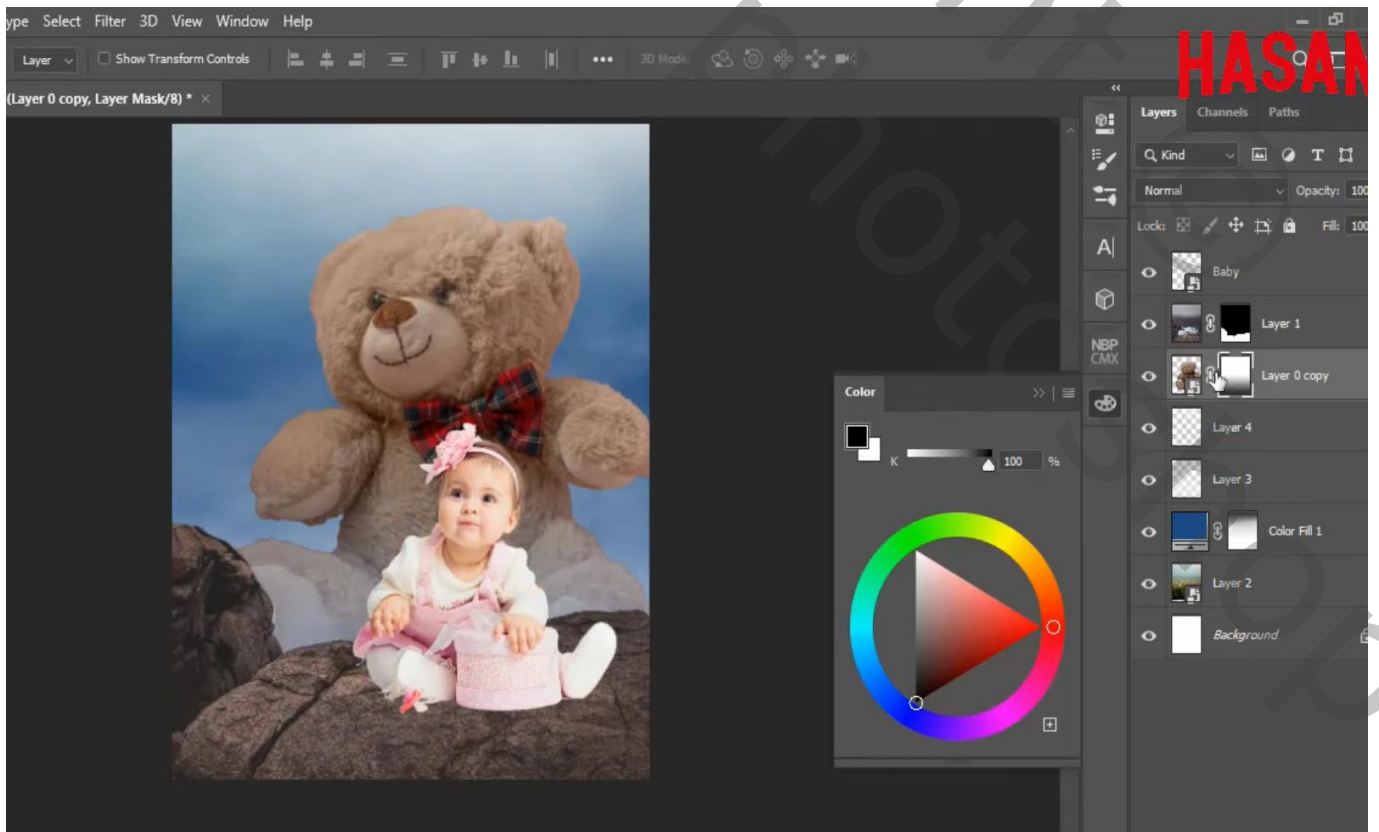 ype Select Filter 3D View Window Help
Layer Show Transform Controls 3D Mode:
HASAN
(Layer 0 copy, Layer Mask/8) * ×
Layers Channels Paths
Kind
Normal Opacity: 100
Lock: Fill: 100
Baby
Layer 1
NBP
CMX
Layer 0 copy
Color
Layer 4
K 100 %
Layer 3
Color Fill 1
Layer 2
Background